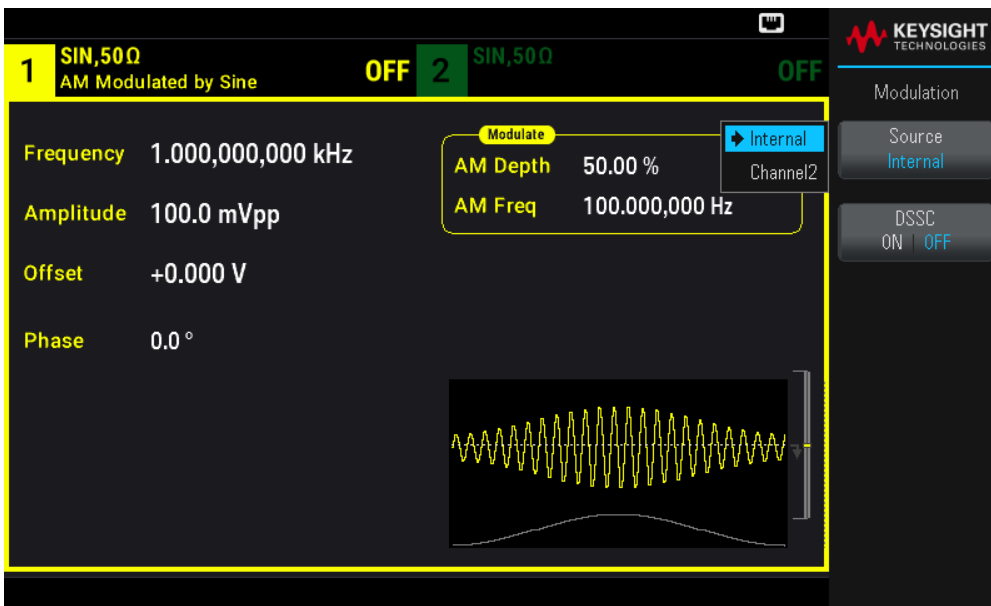 1
SIN,50Ω
AM Modulated by Sine
OFF
2
SIN,50Ω
OFF
KEYSIGHT
TECHNOLOGIES
Modulation
Frequency 1.000,000,000 kHz
Amplitude 100.0 mVpp
Offset +0.000 V
Phase 0.0 °
Modulate
AM Depth 50.00 %
AM Freq 100.000,000 Hz
Internal
Channel2
Source
Internal
DSSC
ON | OFF